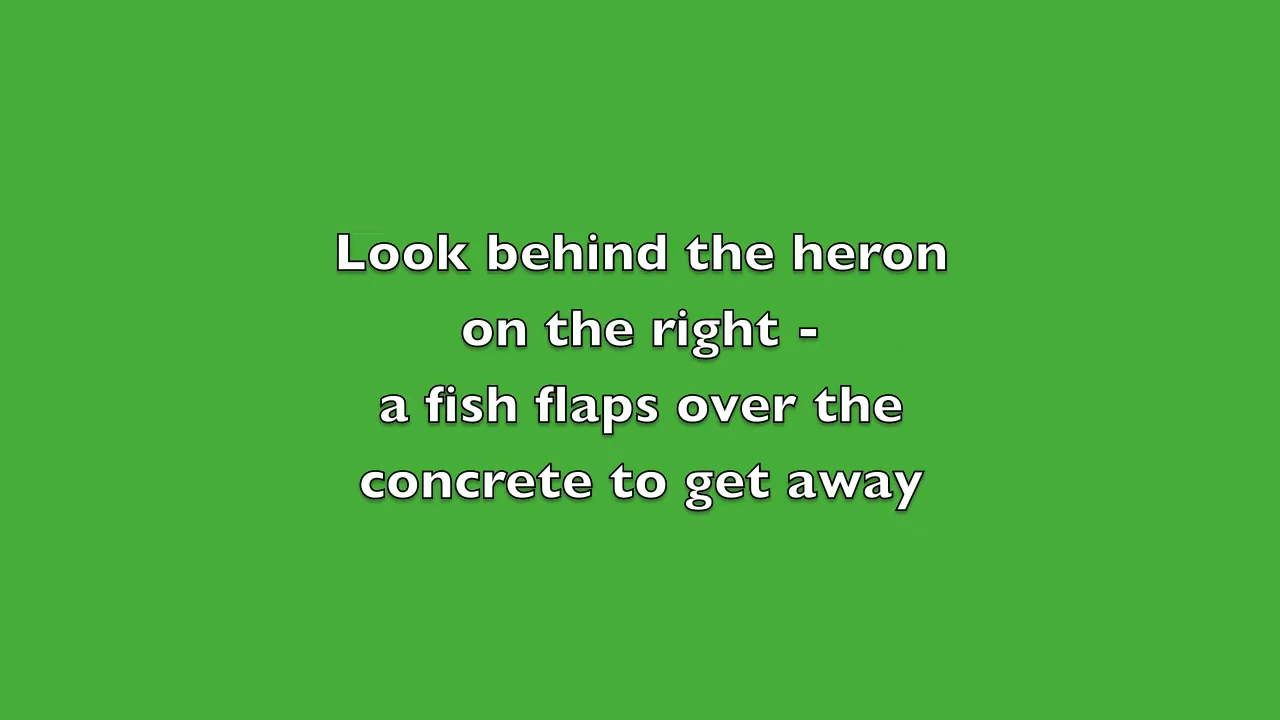 Look behind the heron
on the right -
a fish flaps over the
concrete to get away